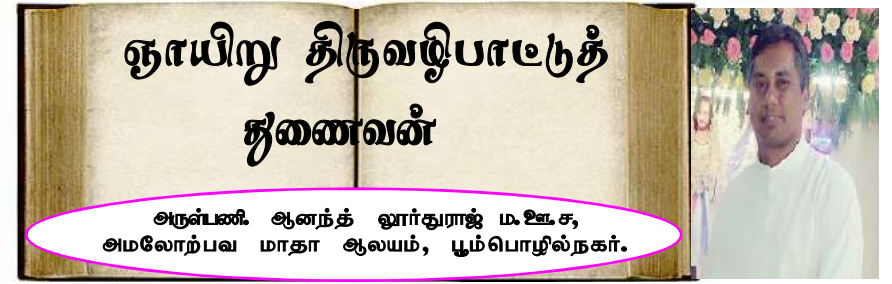 ஞாயிறு திருவழிபாட்டுத்
துணைவன்
அருள்பணி. ஆனந்த் லூர்துராஜ் ம.ஊ.ச,
அமலோற்பவ மாதா ஆலயம், பூம்பொழில்நகர்.